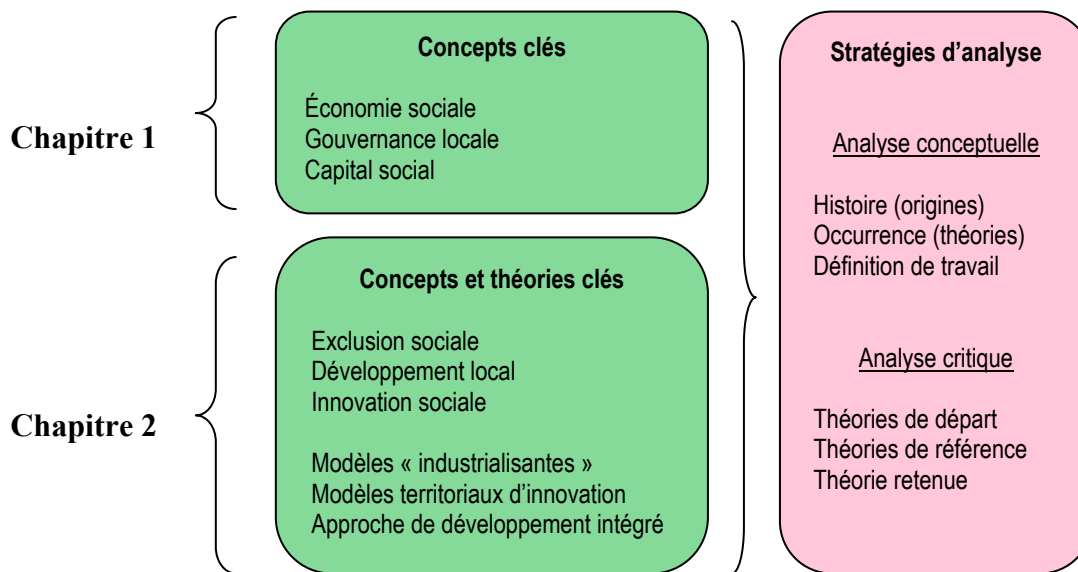 Chapitre 1
Concepts clés
Économie sociale
Gouvernance locale
Capital social
Chapitre 2
Concepts et théories clés
Exclusion sociale
Développement local
Innovation sociale
Modèles « industrialisantes »
Modèles territoriaux d’innovation
Approche de développement intégré
Stratégies d’analyse
Analyse conceptuelle
Histoire (origines)
Occurrence (théories)
Définition de travail
Analyse critique
Théories de départ
Théories de référence
Théorie retenue